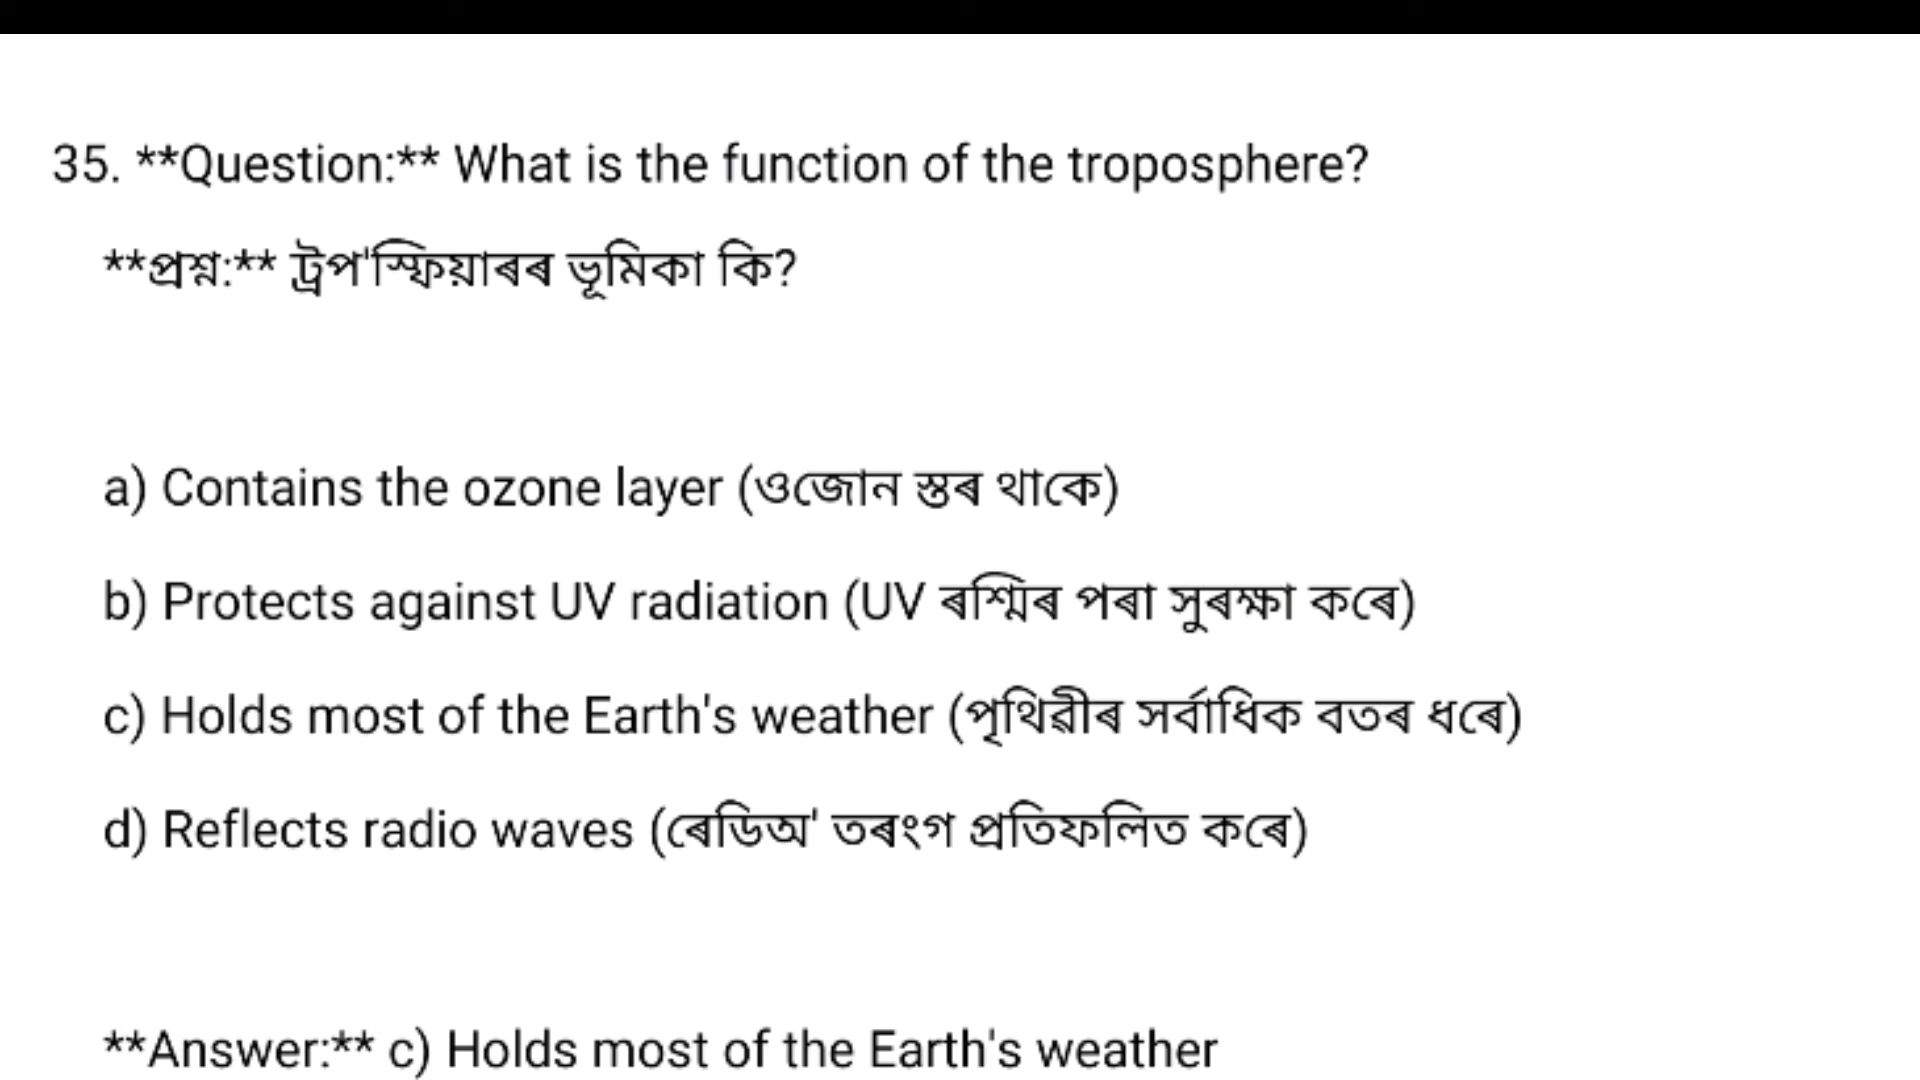 35. **Question:** What is the function of the troposphere?
**প্ৰশ্ন:** ট্ৰপ'স্ফিয়াৰৰ ভূমিকা কি?
a) Contains the ozone layer (ওজোন স্তৰ থাকে)
b) Protects against UV radiation (UV ৰশ্মিৰ পৰা সুৰক্ষা কৰে)
c) Holds most of the Earth's weather (পৃথিৱীৰ সৰ্বাধিক বতৰ ধৰে)
d) Reflects radio waves (ৰেডিঅ' তৰংগ প্ৰতিফলিত কৰে)
**Answer:** c) Holds most of the Earth's weather